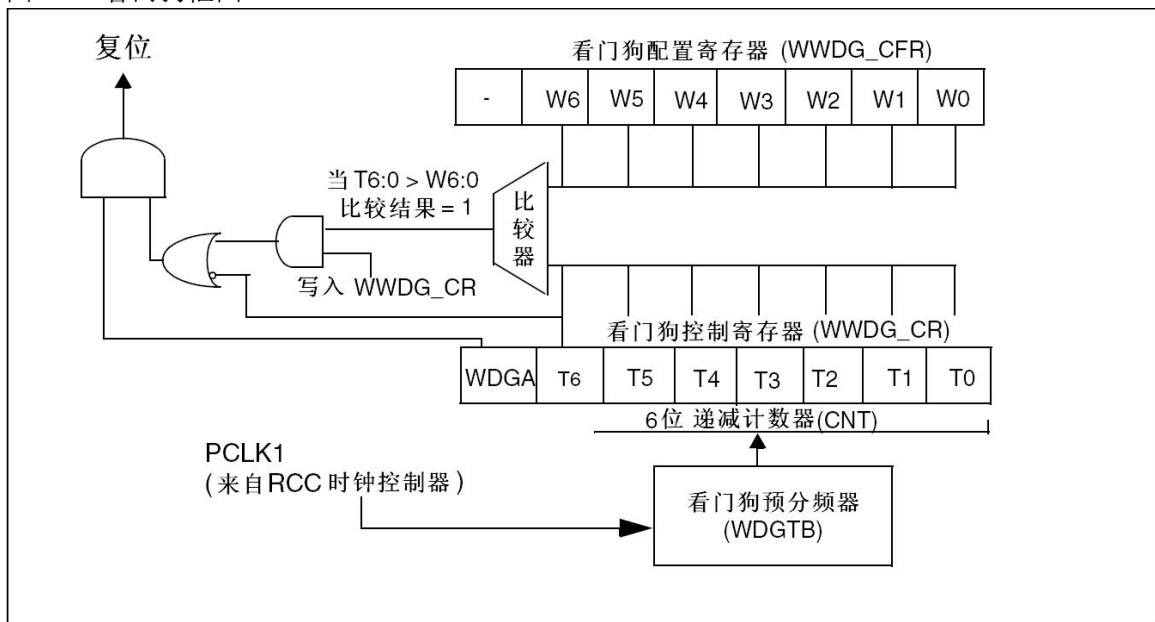 复位
看门狗配置寄存器 (WWDG_CFR)
- W6 W5 W4 W3 W2 W1 W0
当 T6:0 > W6:0
比较结果 = 1
比较器
写入 WWDG_CR
看门狗控制寄存器 (WWDG_CR)
WDGA T6 T5 T4 T3 T2 T1 T0
6位 递减计数器(CNT)
PCLK1
(来自RCC 时钟控制器)
看门狗预分频器
(WDGTB)